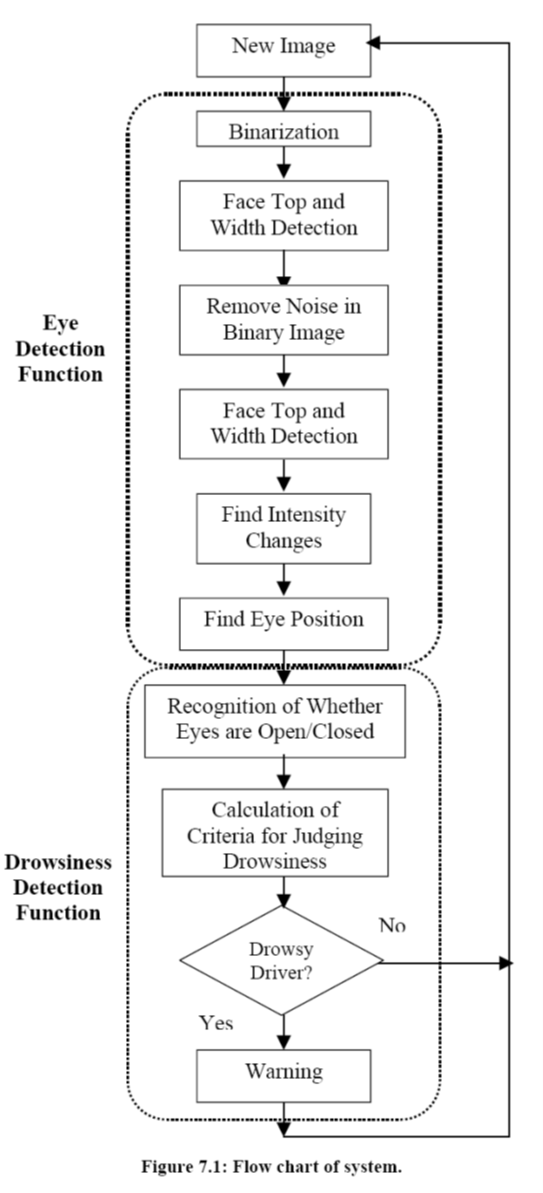 New Image
Binarization
Face Top and
Width Detection
Remove Noise in
Binary Image
Eye
Detection
Function
Face Top and
Width Detection
Find Intensity
Changes
Find Eye Position
Recognition of Whether
Eyes are Open/Closed
Calculation of
Criteria for Judging
Drowsiness
Drowsiness
Detection
Function
No
Drowsy
Driver?
Yes
Warning
Figure 7.1: Flow chart of system.